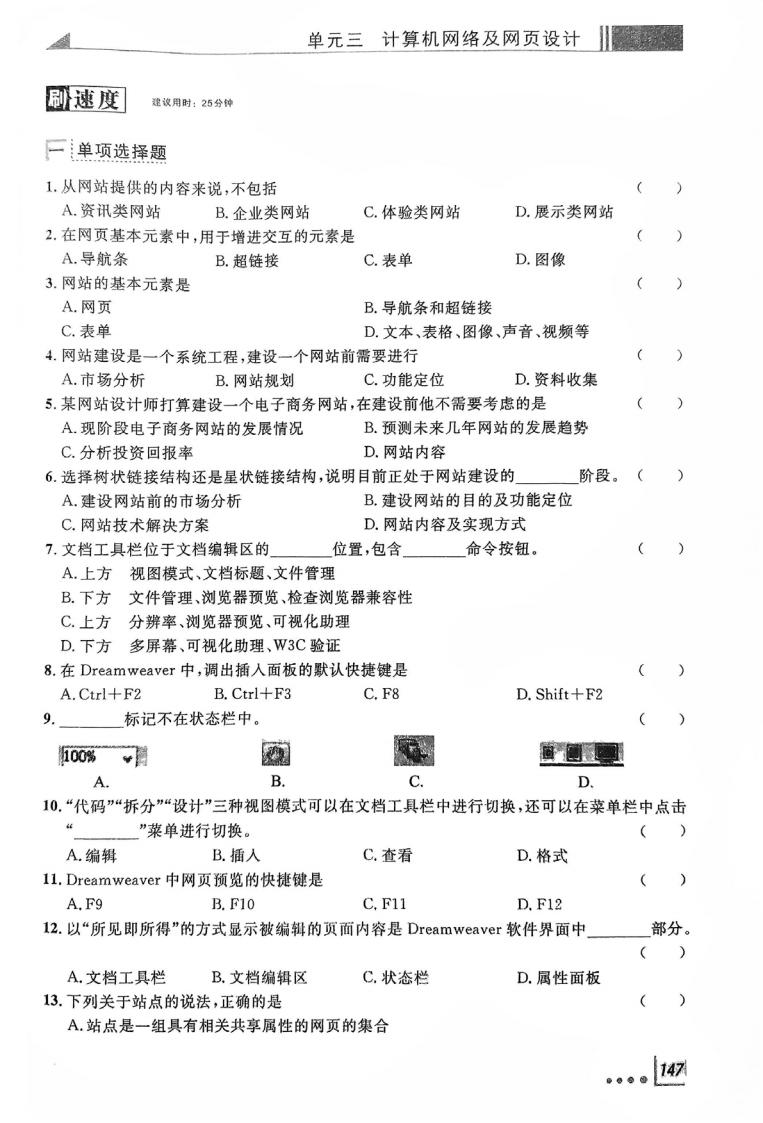 单元三 计算机网络及网页设计
刷速度 建议用时：25分钟
一 单项选择题
1. 从网站提供的内容来说,不包括 ( )
A. 资讯类网站 B. 企业类网站 C. 体验类网站 D. 展示类网站
2. 在网页基本元素中,用于增进交互的元素是 ( )
A. 导航条 B. 超链接 C. 表单 D. 图像
3. 网站的基本元素是 ( )
A. 网页 B. 导航条和超链接
C. 表单 D. 文本、表格、图像、声音、视频等
4. 网站建设是一个系统工程,建设一个网站前需要进行 ( )
A. 市场分析 B. 网站规划 C. 功能定位 D. 资料收集
5. 某网站设计师打算建设一个电子商务网站,在建设前他不需要考虑的是 ( )
A. 现阶段电子商务网站的发展情况 B. 预测未来几年网站的发展趋势
C. 分析投资回报率 D. 网站内容
6. 选择树状链接结构还是星状链接结构,说明目前正处于网站建设的________阶段。 ( )
A. 建设网站前的市场分析 B. 建设网站的目的及功能定位
C. 网站技术解决方案 D. 网站内容及实现方式
7. 文档工具栏位于文档编辑区的________位置,包含________命令按钮。 ( )
A. 上方 视图模式、文档标题、文件管理
B. 下方 文件管理、浏览器预览、检查浏览器兼容性
C. 上方 分辨率、浏览器预览、可视化助理
D. 下方 多屏幕、可视化助理、W3C 验证
8. 在 Dreamweaver 中,调出插入面板的默认快捷键是 ( )
A. Ctrl+F2 B. Ctrl+F3 C. F8 D. Shift+F2
9. ________标记不在状态栏中。 ( )
100%
A. B. C. D.
10. “代码”“拆分”“设计”三种视图模式可以在文档工具栏中进行切换,还可以在菜单栏中点击
“________”菜单进行切换。 ( )
A. 编辑 B. 插入 C. 查看 D. 格式
11. Dreamweaver 中网页预览的快捷键是 ( )
A. F9 B. F10 C. F11 D. F12
12. 以“所见即所得”的方式显示被编辑的页面内容是 Dreamweaver 软件界面中________部分。
( )
A. 文档工具栏 B. 文档编辑区 C. 状态栏 D. 属性面板
13. 下列关于站点的说法,正确的是 ( )
A. 站点是一组具有相关共享属性的网页的集合
147